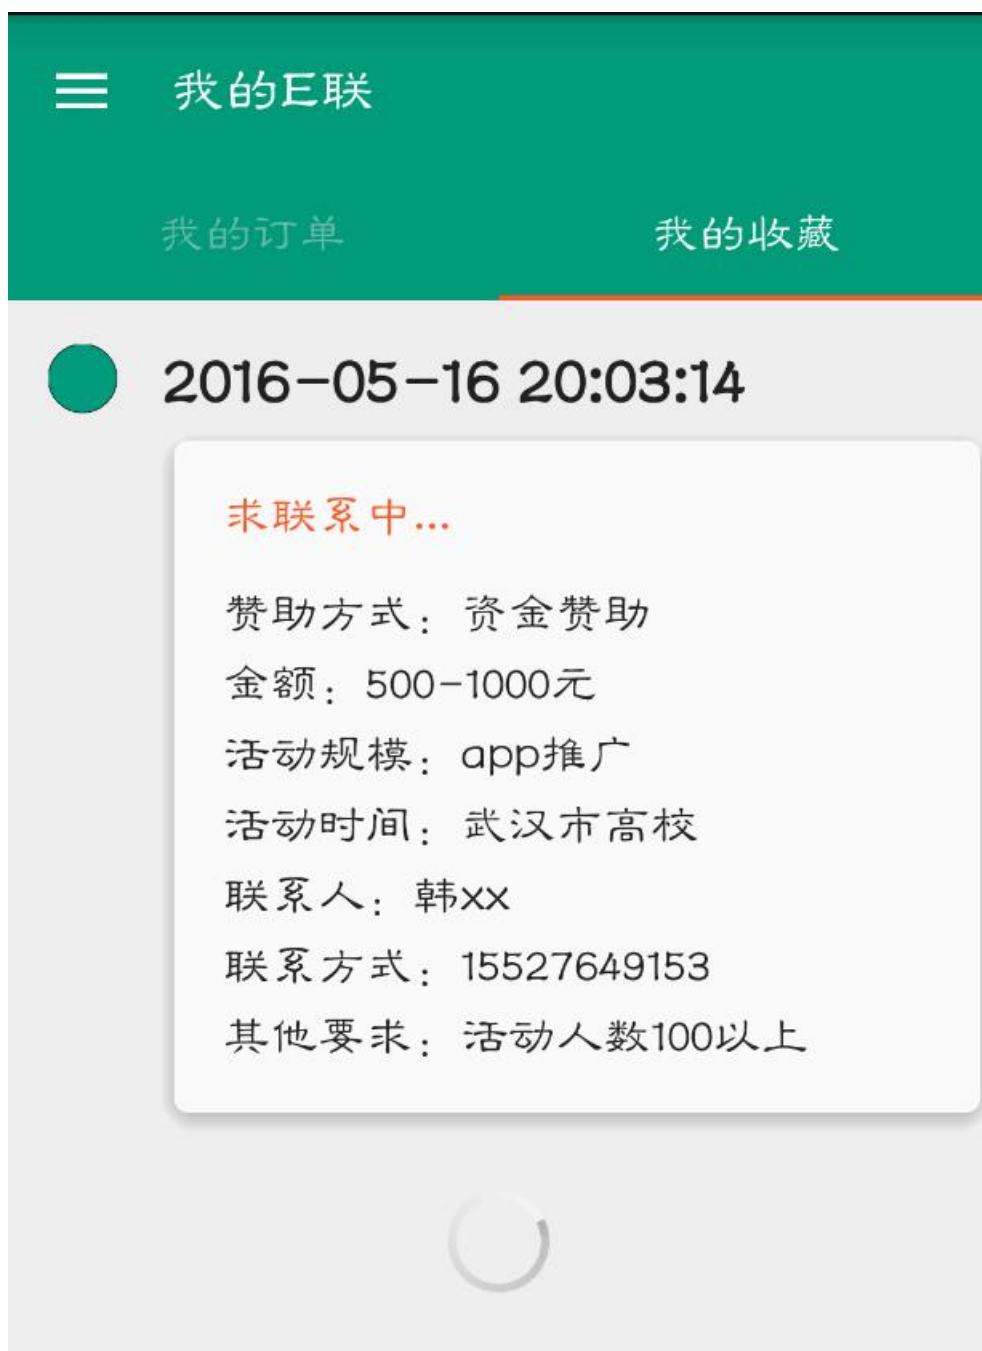 我的E联
我的订单 我的收藏
2016-05-16 20:03:14
求联系中...
赞助方式：资金赞助
金额：500-1000元
活动规模：app推广
活动时间：武汉市高校
联系人：韩xx
联系方式：15527649153
其他要求：活动人数100以上